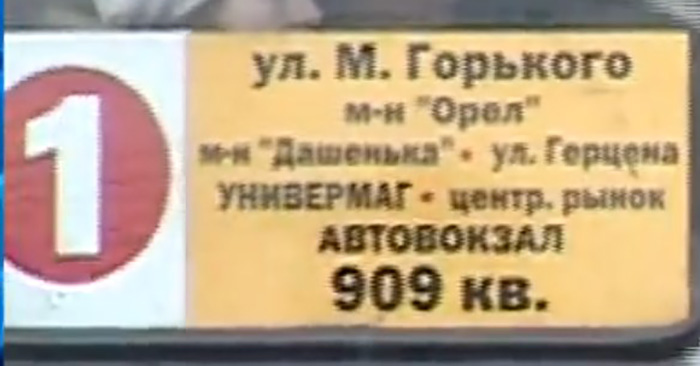 1
ул. М. Горького
м-н "Орел"
м-н "Дашенька" • ул. Герцена
УНИВЕРМАГ • центр. рынок
АВТОВОКЗАЛ
909 кв.